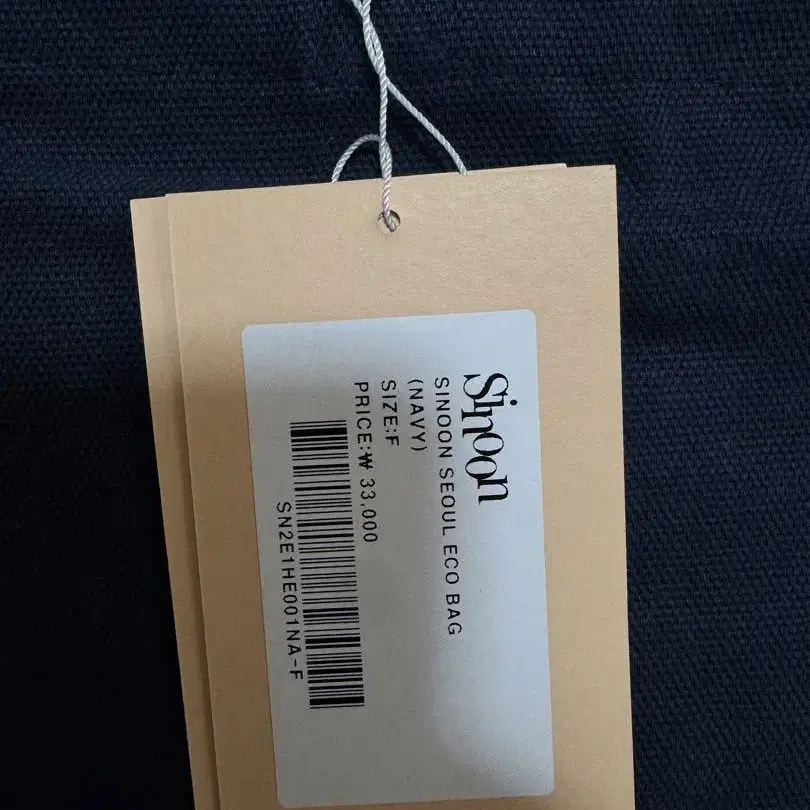 Sinoon
SINOON SEOUL ECO BAG
(NAVY)
SIZE:F
PRICE:₩ 33,000
SN2E1HE001NA-F